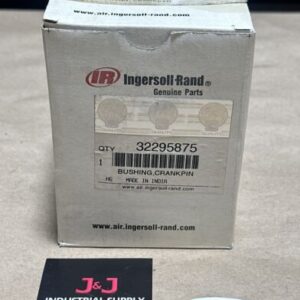 www.air.ingersoll-rand.com
IR Ingersoll-Rand®
Genuine Parts
QTY 32295875
1
BUSHING,CRANKPIN
HG MADE IN INDIA
www.air.ingersoll-rand.com
J&J
INDUSTRIAL SUPPLY